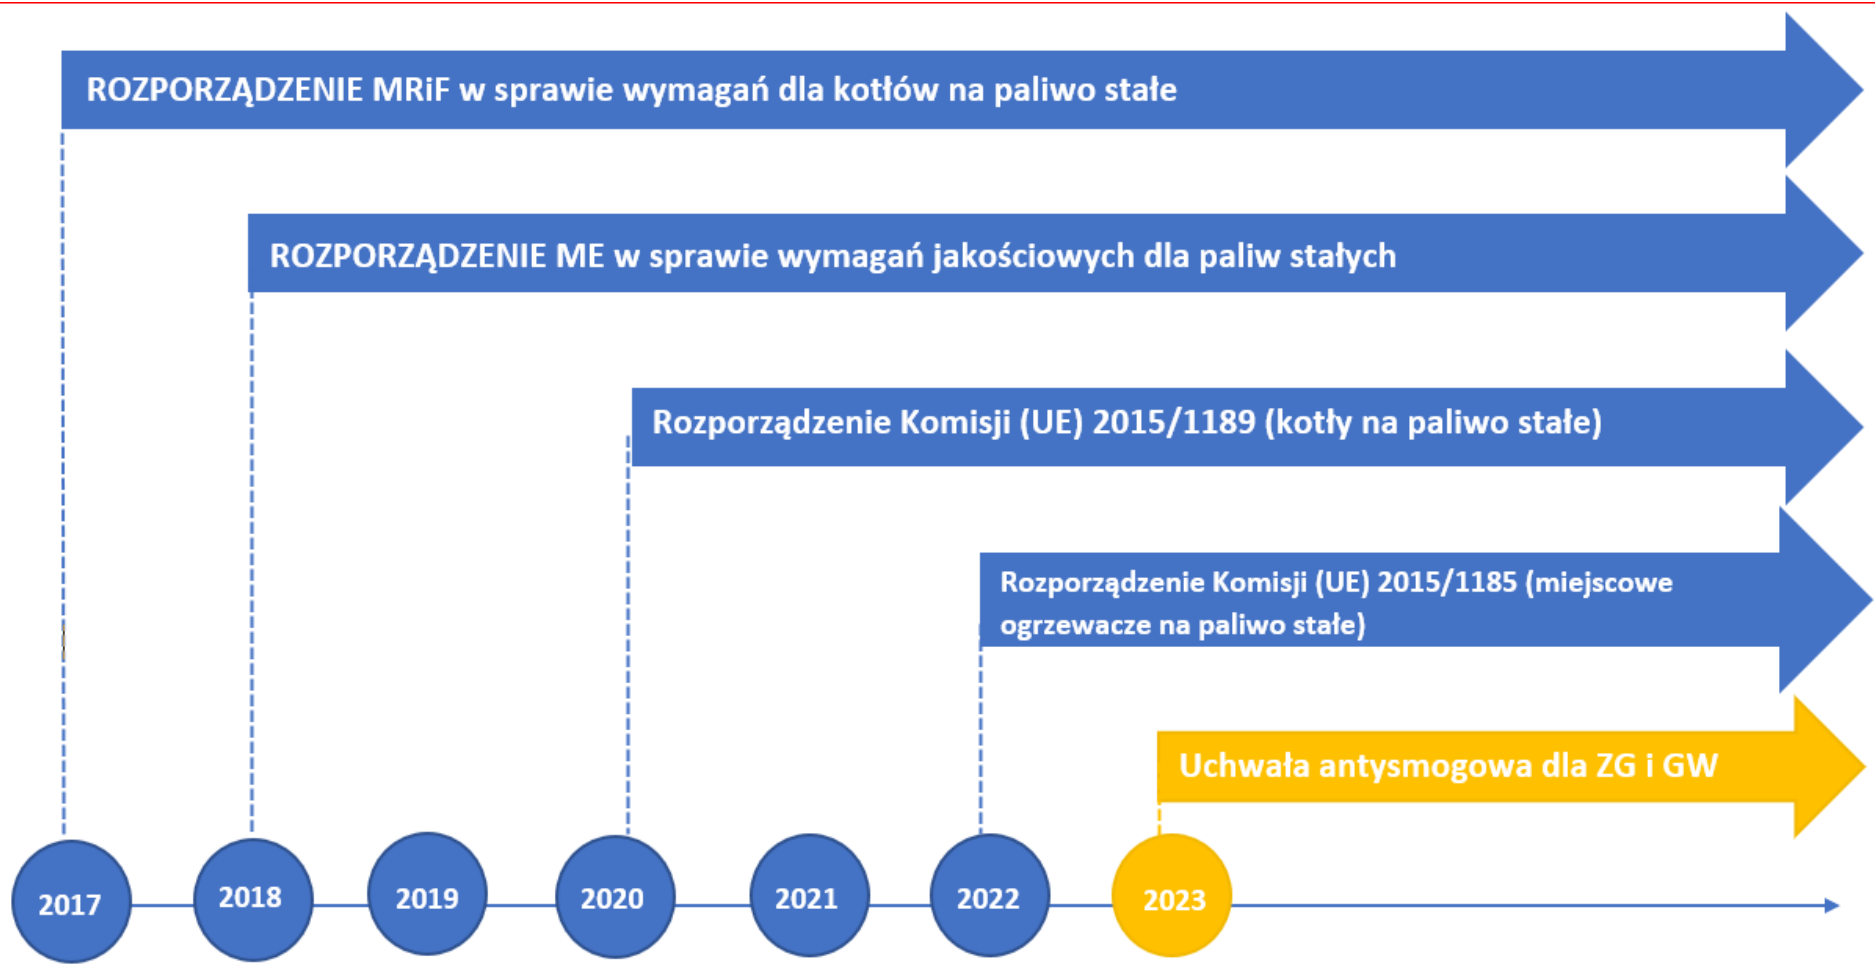 ROZPORZĄDZENIE MRiF w sprawie wymagań dla kotłów na paliwo stałe
ROZPORZĄDZENIE ME w sprawie wymagań jakościowych dla paliw stałych
Rozporządzenie Komisji (UE) 2015/1189 (kotły na paliwo stałe)
Rozporządzenie Komisji (UE) 2015/1185 (miejscowe
ogrzewacze na paliwo stałe)
Uchwała antysmogowa dla ZG i GW
2017 2018 2019 2020 2021 2022 2023